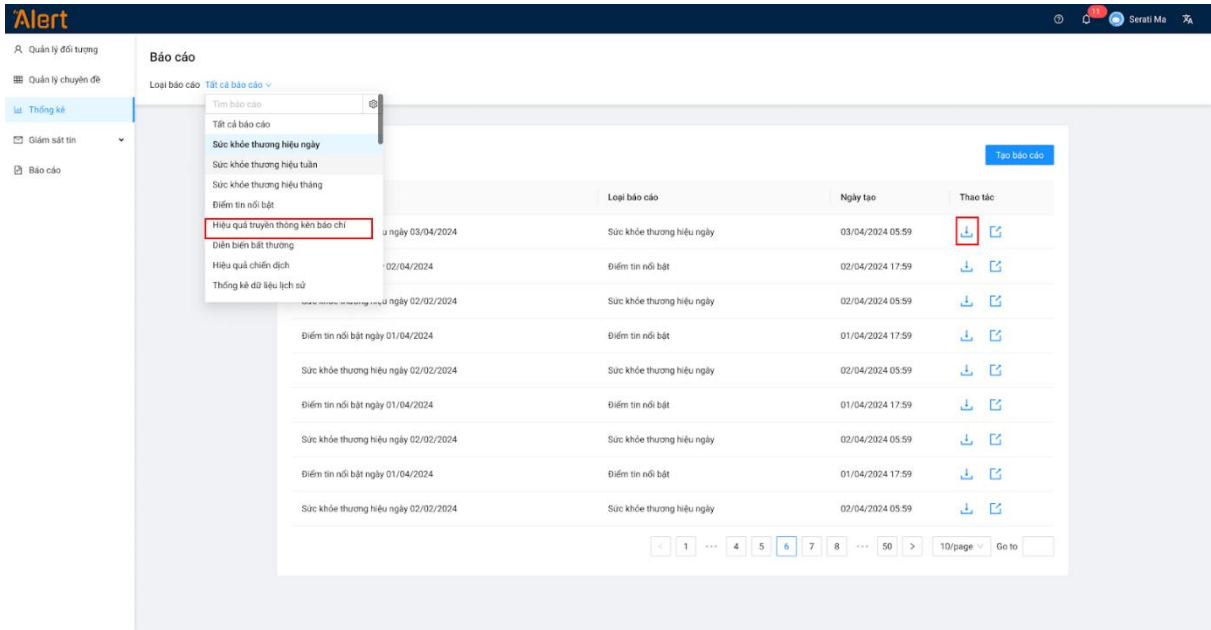 Alert
11
Serati Ma
Quản lý đối tượng
Quản lý chuyên đề
Thống kê
Giám sát tin
Báo cáo
Báo cáo
Loại báo cáo Tất cả báo cáo
Tìm báo cáo
Tất cả báo cáo
Sức khỏe thương hiệu ngày
Sức khỏe thương hiệu tuần
Sức khỏe thương hiệu tháng
Điểm tin nổi bật
Hiệu quả truyền thông kên báo chí
Diễn biến bất thường
Hiệu quả chiến dịch
Thống kê dữ liệu lịch sử
Tạo báo cáo
Loại báo cáo Ngày tạo Thao tác
u ngày 03/04/2024 Sức khỏe thương hiệu ngày 03/04/2024 05:59
02/04/2024 Điểm tin nổi bật 02/04/2024 17:59
ngày 02/02/2024 Sức khỏe thương hiệu ngày 02/04/2024 05:59
Điểm tin nổi bật ngày 01/04/2024 Điểm tin nổi bật 01/04/2024 17:59
Sức khỏe thương hiệu ngày 02/02/2024 Sức khỏe thương hiệu ngày 02/04/2024 05:59
Điểm tin nổi bật ngày 01/04/2024 Điểm tin nổi bật 01/04/2024 17:59
Sức khỏe thương hiệu ngày 02/02/2024 Sức khỏe thương hiệu ngày 02/04/2024 05:59
Điểm tin nổi bật ngày 01/04/2024 Điểm tin nổi bật 01/04/2024 17:59
Sức khỏe thương hiệu ngày 02/02/2024 Sức khỏe thương hiệu ngày 02/04/2024 05:59
< 1 ••• 4 5 6 7 8 ••• 50 > 10/page Go to